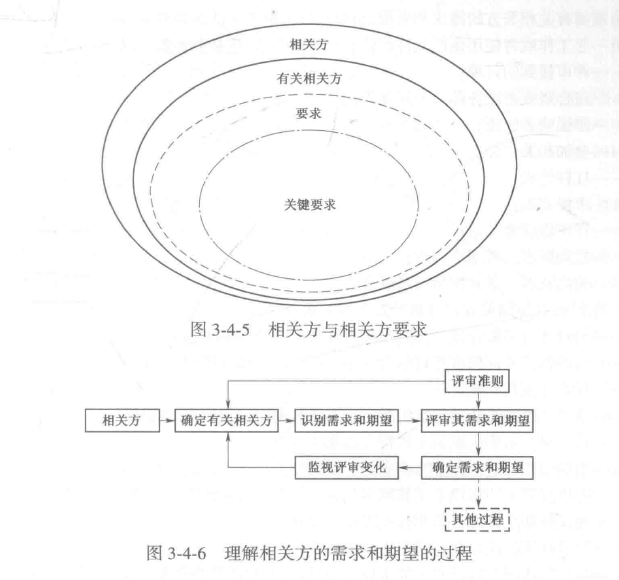 相关方
有关相关方
要求
关键要求
图 3-4-5 相关方与相关方要求
评审准则
相关方
确定有关相关方
识别需求和期望
评审其需求和期望
监视评审变化
确定需求和期望
其他过程
图 3-4-6 理解相关方的需求和期望的过程